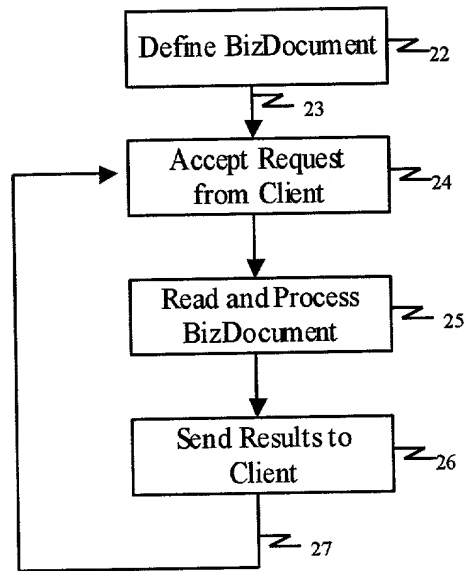 Define BizDocument
22
23
Accept Request
from Client
24
Read and Process
BizDocument
25
Send Results to
Client
26
27